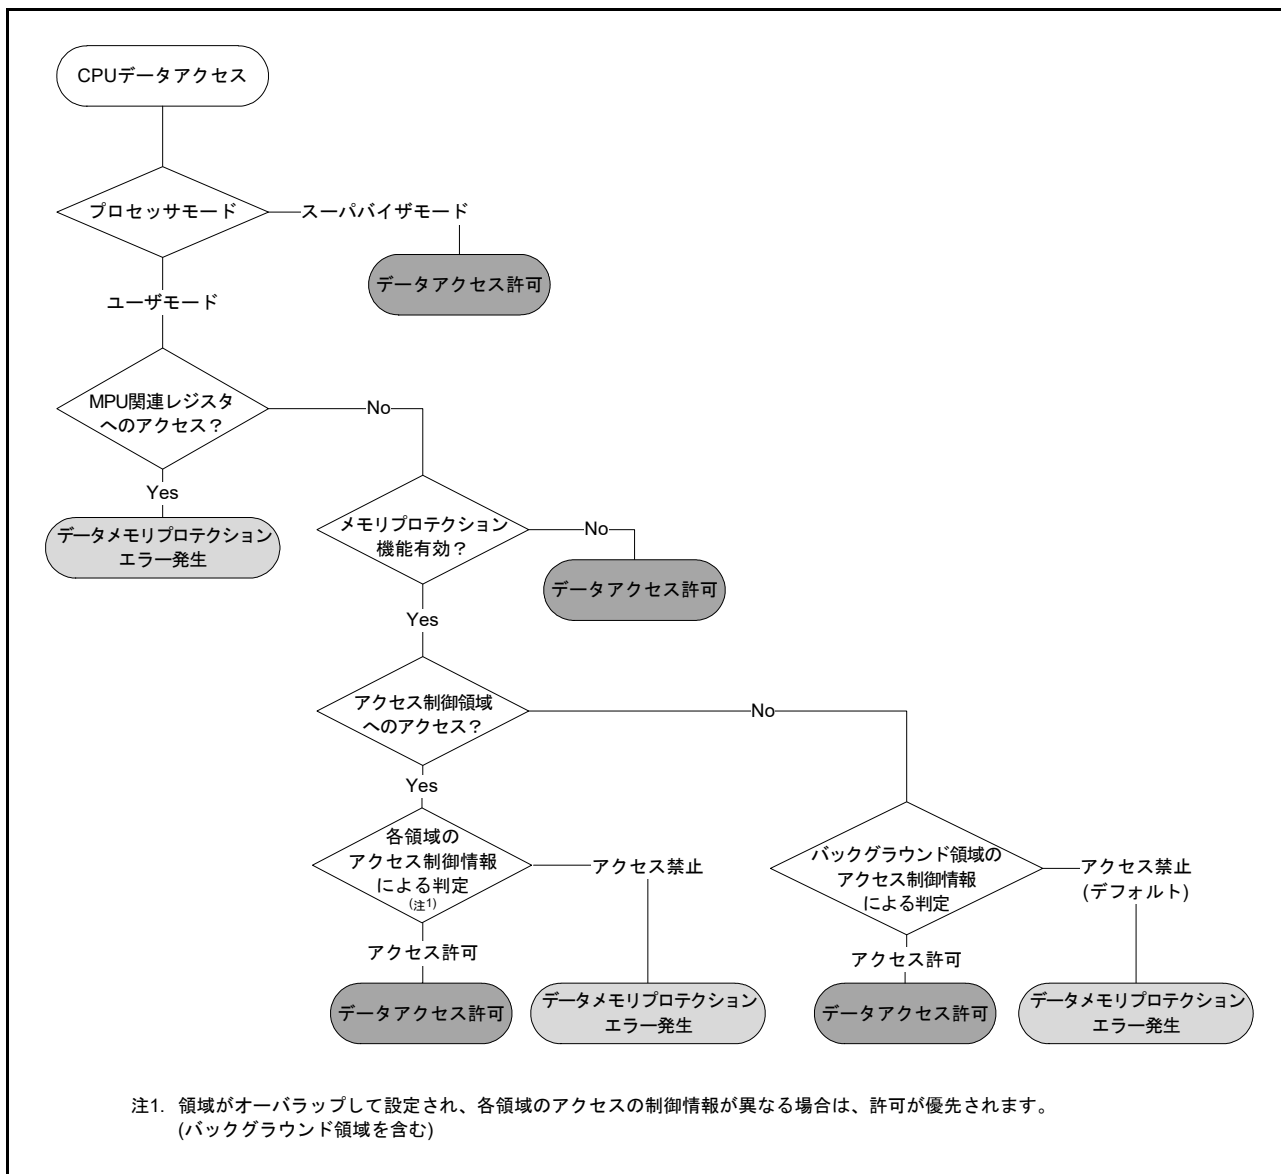 CPUデータアクセス
プロセッサモード
スーパバイザモード
データアクセス許可
ユーザモード
MPU関連レジスタ
へのアクセス？
No
Yes
データメモリプロテクション
エラー発生
メモリプロテクション
機能有効？
No
データアクセス許可
Yes
アクセス制御領域
へのアクセス？
No
Yes
各領域の
アクセス制御情報
による判定
(注1)
アクセス禁止
バックグラウンド領域の
アクセス制御情報
による判定
アクセス禁止
(デフォルト)
アクセス許可
アクセス許可
データアクセス許可
データメモリプロテクション
エラー発生
データアクセス許可
データメモリプロテクション
エラー発生
注1. 領域がオーバラップして設定され、各領域のアクセスの制御情報が異なる場合は、許可が優先されます。
(バックグラウンド領域を含む)